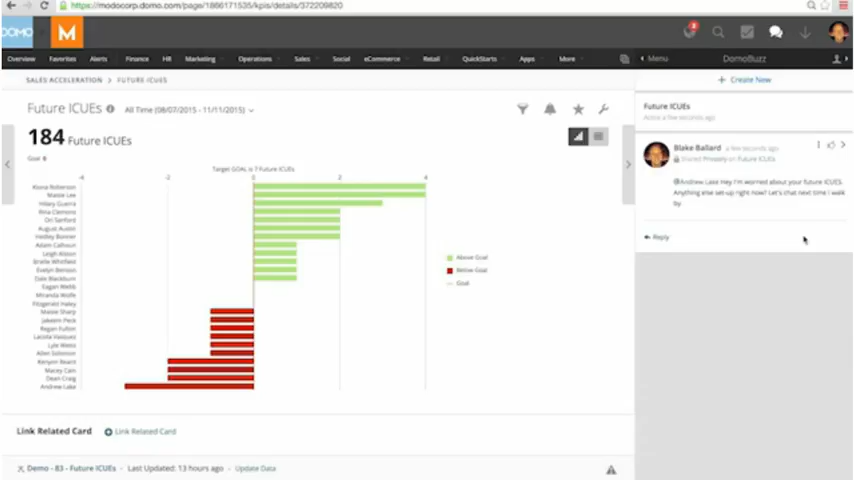 https://modocorp.domo.com/page/1866171535/kpis/details/372209820
DOMO
M
2
Overview Favorites Alerts Finance HR Marketing Operations Sales Social eCommerce Retail QuickStarts Apps More
Menu DomoBuzz
SALES ACCELERATION > FUTURE ICUES
+ Create New
Future ICUEs All Time (08/07/2015 - 11/11/2015)
184 Future ICUEs
Goal 6
Target GOAL is 7 Future ICUEs
-4 -2 0 2 4
Kiona Roberson
Maisie Lee
Hilary Guerra
Rina Clemons
Ori Sanford
August Austin
Hedley Bonner
Adam Calhoun
Leigh Alston
Brielle Whitfield
Evelyn Benson
Dale Blackburn
Eagan Webb
Miranda Wolfe
Fitzgerald Haley
Maisie Sharp
Jakeem Peck
Regan Fulton
Lacota Vasquez
Lyle Weiss
Allen Solomon
Macey Cain
Dean Craig
Andrew Lake
Above Goal
Below Goal
Goal
Future ICUEs
Active a few seconds ago
Blake Ballard a few seconds ago
Shared Privately on Future ICUEs
@Andrew Lake Hey I'm worried about your future ICUES.
Anything else set-up right now? Let's chat next time I walk
by
Reply
Link Related Card Link Related Card
Demo - 83 - Future ICUEs Last Updated: 13 hours ago Update Data